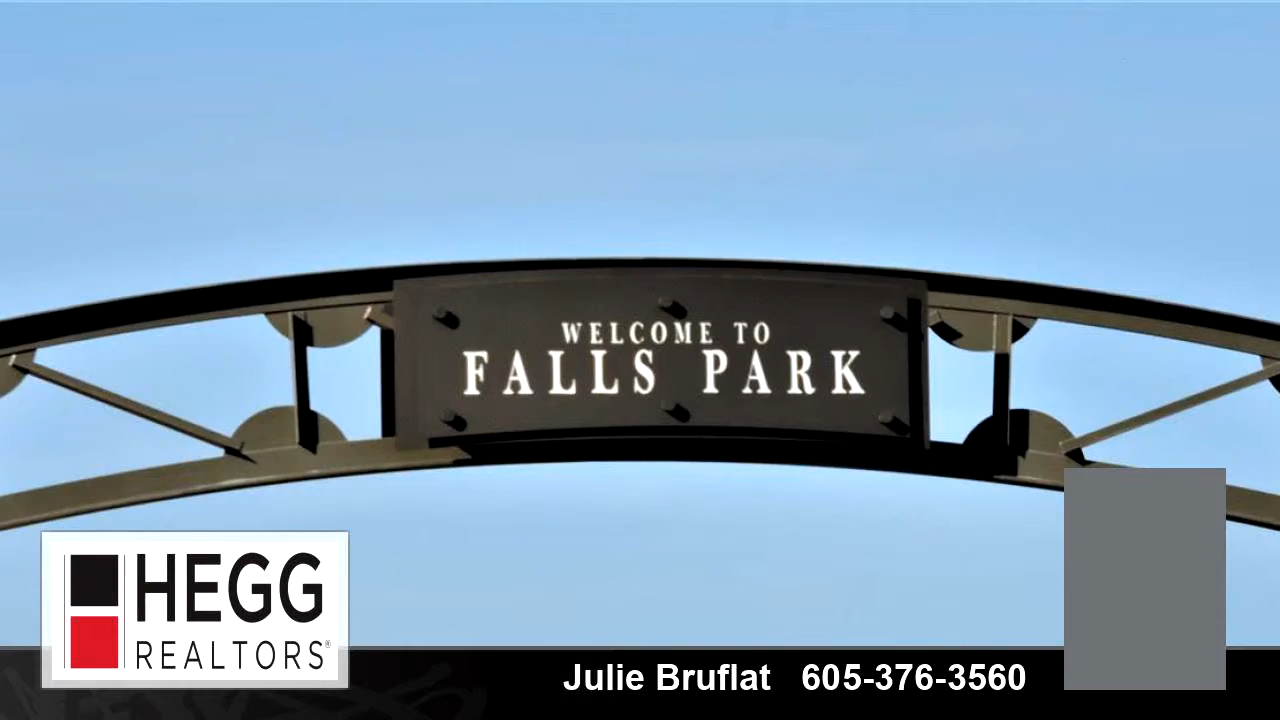 WELCOME TO
FALLS PARK
HEGG
REALTORS®
Julie Bruflat 605-376-3560